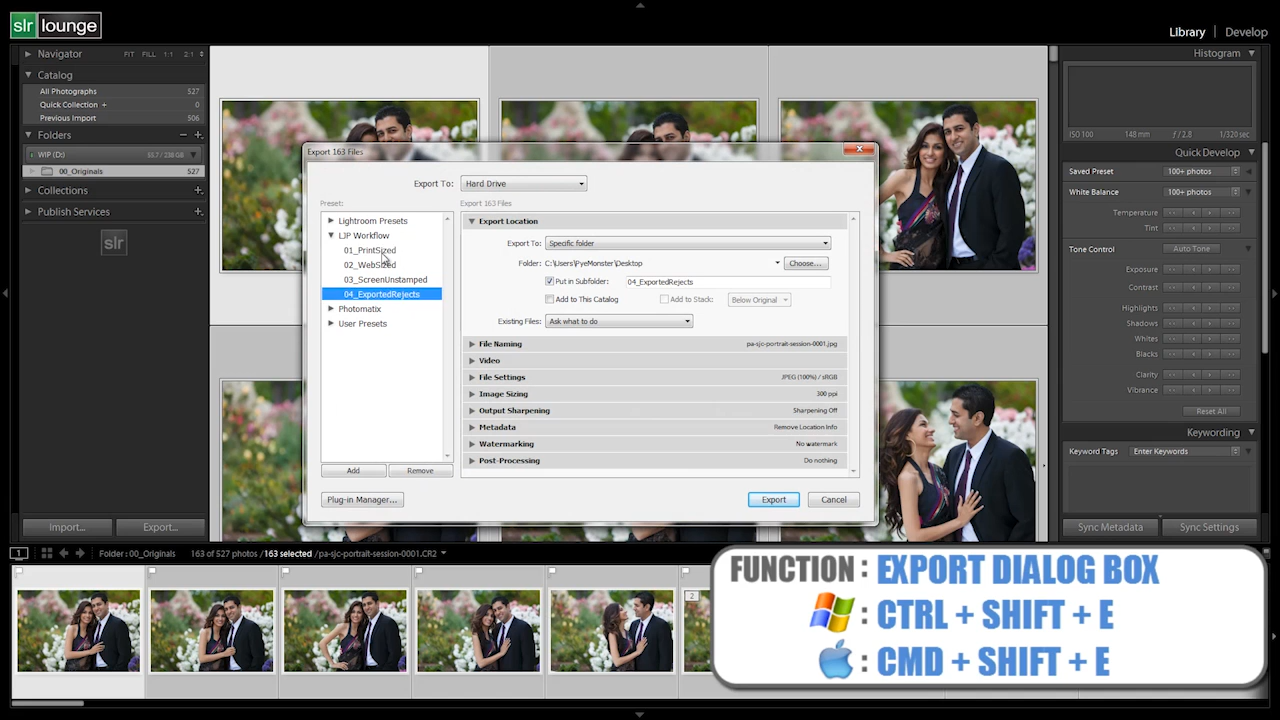 slr lounge
Library | Develop
Navigator FIT FILL 1:1 2:1
Catalog
All Photographs 527
Quick Collection + 0
Previous Import 506
Folders
WIP (D:) 55.7 / 238 GB
00_Originals 527
Collections
Publish Services
slr
Import...
Export...
Export 163 Files
Export To: Hard Drive
Preset:
Lightroom Presets
LJP Workflow
01_PrintSized
02_WebSized
03_ScreenUnstamped
04_ExportedRejects
Photomatix
User Presets
Add
Remove
Plug-in Manager...
Export 163 Files
Export Location
Export To: Specific folder
Folder: C:\Users\PyeMonster\Desktop Choose...
Put in Subfolder: 04_ExportedRejects
Add to This Catalog Add to Stack: Below Original
Existing Files: Ask what to do
File Naming pa-sjc-portrait-session-0001.jpg
Video
File Settings JPEG (100%) / sRGB
Image Sizing 300 ppi
Output Sharpening Sharpening Off
Metadata Remove Location Info
Watermarking No watermark
Post-Processing Do nothing
Export
Cancel
Histogram
ISO 100 148 mm f / 2.8 1/320 sec
Quick Develop
Saved Preset 100+ photos
White Balance 100+ photos
Temperature
Tint
Tone Control Auto Tone
Exposure
Contrast
Highlights
Shadows
Whites
Blacks
Clarity
Vibrance
Reset All
Keywording
Keyword Tags Enter Keywords
Sync Metadata
Sync Settings
1 Folder : 00_Originals 163 of 527 photos / 163 selected / pa-sjc-portrait-session-0001.CR2
2
FUNCTION : EXPORT DIALOG BOX
: CTRL + SHIFT + E
: CMD + SHIFT + E